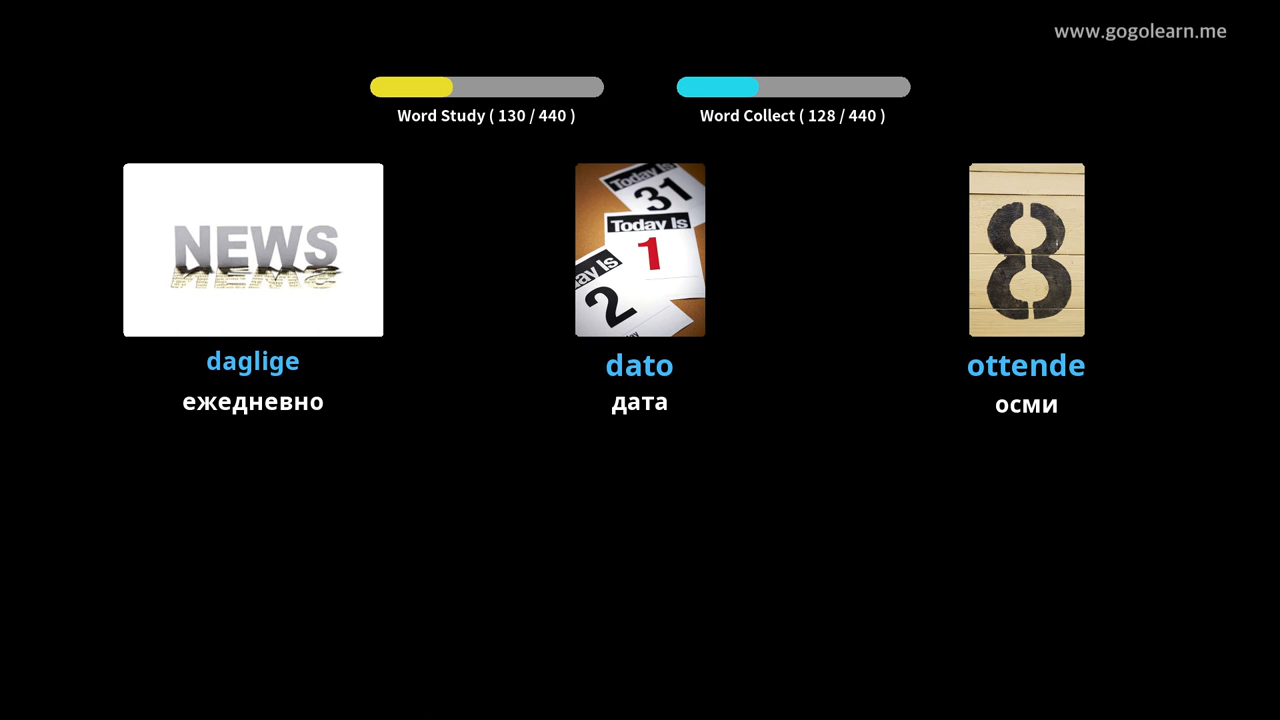 www.gogolearn.me
Word Study ( 130 / 440 )
Word Collect ( 128 / 440 )
NEWS
Today Is
31
Today Is
1
ay Is
2
8
daglige
dato
ottende
ежедневно
дата
осми